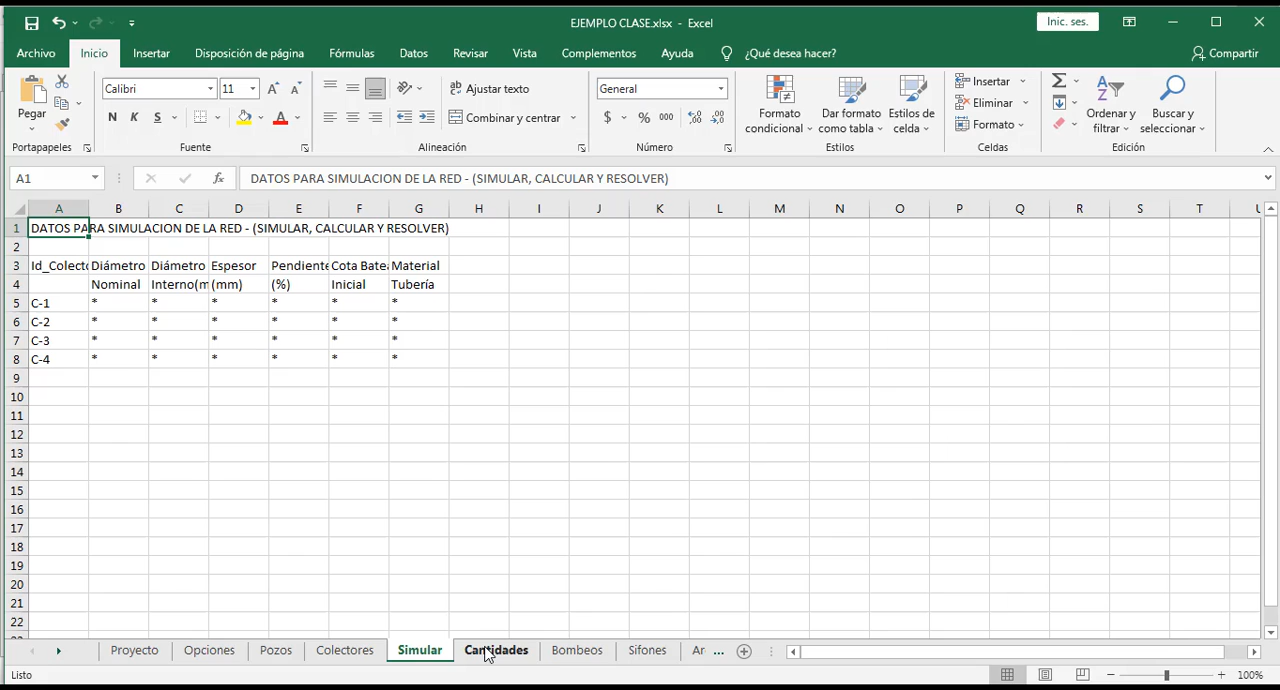 EJEMPLO CLASE.xlsx - Excel
Inic. ses.
Archivo Inicio Insertar Disposición de página Fórmulas Datos Revisar Vista Complementos Ayuda ¿Qué desea hacer? Compartir
Calibri 11 Ajustar texto General Insertar
Pegar N K S Combinar y centrar $ % 000 Formato condicional Dar formato como tabla Estilos de celda Eliminar Formato Ordenar y filtrar Buscar y seleccionar
Portapapeles Fuente Alineación Número Estilos Celdas Edición
A1 fx DATOS PARA SIMULACION DE LA RED - (SIMULAR, CALCULAR Y RESOLVER)
A B C D E F G H I J K L M N O P Q R S T U
1 DATOS PARA SIMULACION DE LA RED - (SIMULAR, CALCULAR Y RESOLVER)
2
3 Id_Colecto Diámetro Diámetro Espesor Pendiente Cota Batea Material
4 Nominal Interno(m (mm) (%) Inicial Tubería
5 C-1 * * * * * *
6 C-2 * * * * * *
7 C-3 * * * * * *
8 C-4 * * * * * *
9
10
11
12
13
14
15
16
17
18
19
20
21
22
Proyecto Opciones Pozos Colectores Simular Cantidades Bombeos Sifones Ar ...
Listo 100%